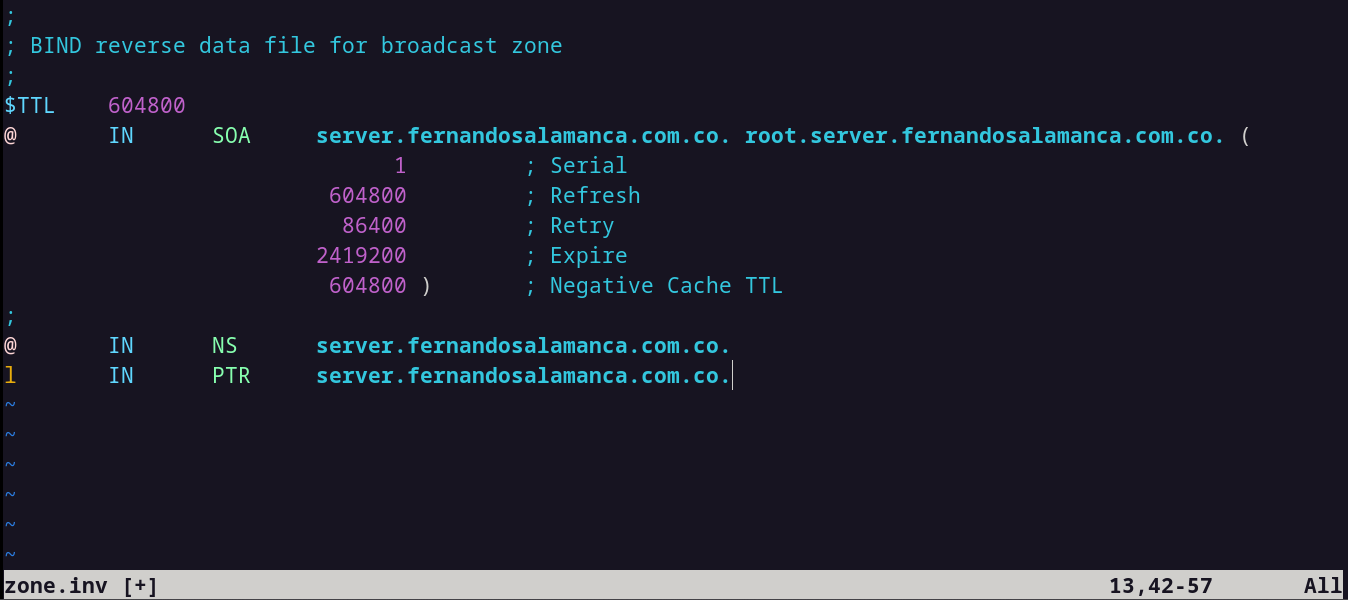 ;
; BIND reverse data file for broadcast zone
;
$TTL    604800
@       IN      SOA     server.fernandosalamanca.com.co. root.server.fernandosalamanca.com.co. (
                              1         ; Serial
                         604800         ; Refresh
                          86400         ; Retry
                        2419200         ; Expire
                         604800 )       ; Negative Cache TTL
;
@       IN      NS      server.fernandosalamanca.com.co.
1       IN      PTR     server.fernandosalamanca.com.co.
~
~
~
~
~
~
zone.inv [+]                                                                         13,42-57       All